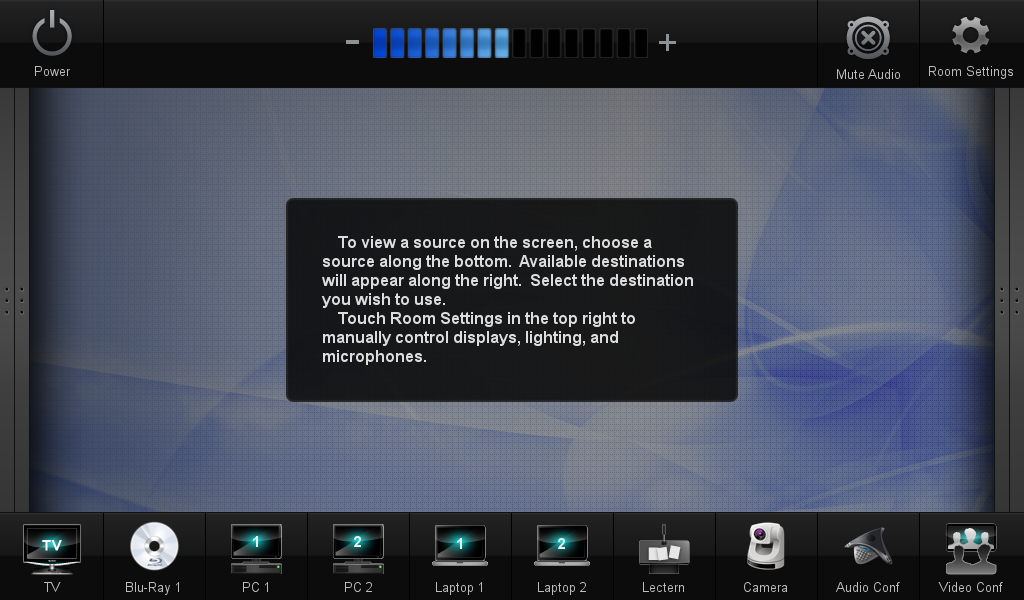 Power
Mute Audio
Room Settings
To view a source on the screen, choose a
source along the bottom. Available destinations
will appear along the right. Select the destination
you wish to use.
Touch Room Settings in the top right to
manually control displays, lighting, and
microphones.
TV
1
2
1
2
TV
Blu-Ray 1
PC 1
PC 2
Laptop 1
Laptop 2
Lectern
Camera
Audio Conf
Video Conf